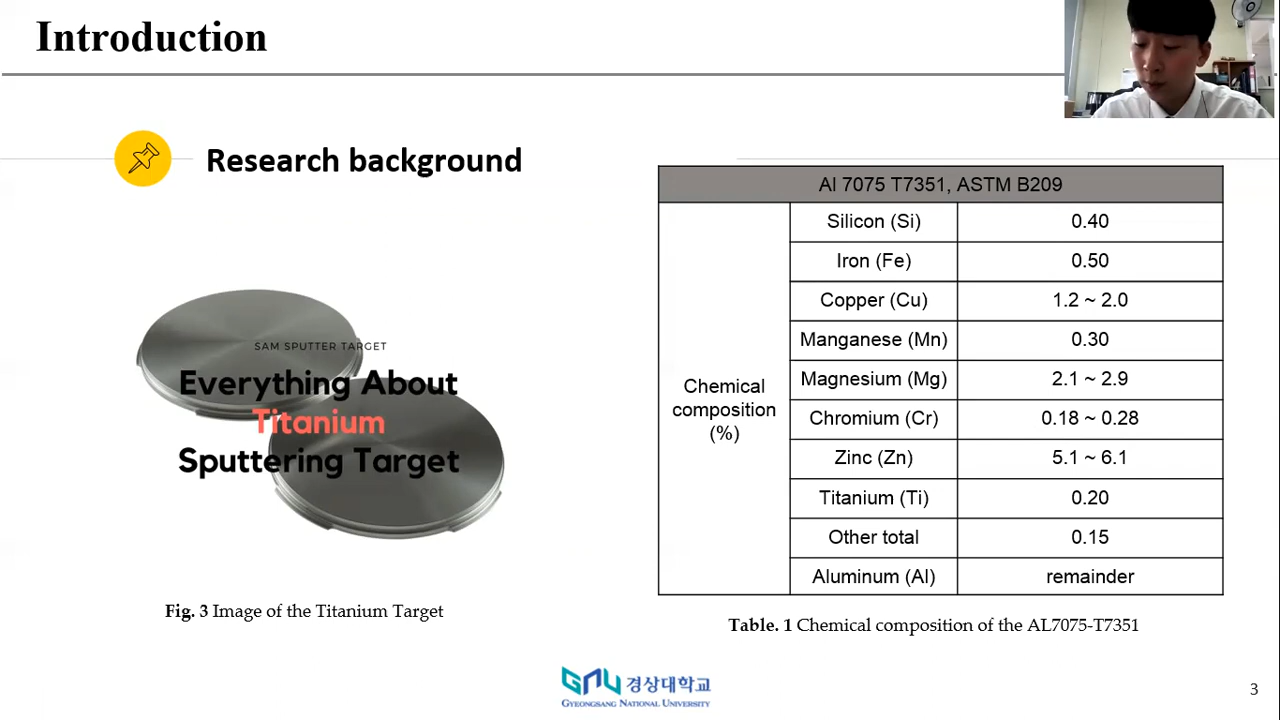 Introduction
Research background
SAM SPUTTER TARGET
Everything About
Titanium
Sputtering Target
Fig. 3 Image of the Titanium Target
Al 7075 T7351, ASTM B209
Chemical
composition
(%)
Silicon (Si) 0.40
Iron (Fe) 0.50
Copper (Cu) 1.2 ~ 2.0
Manganese (Mn) 0.30
Magnesium (Mg) 2.1 ~ 2.9
Chromium (Cr) 0.18 ~ 0.28
Zinc (Zn) 5.1 ~ 6.1
Titanium (Ti) 0.20
Other total 0.15
Aluminum (Al) remainder
Table. 1 Chemical composition of the AL7075-T7351
GNU 경상대학교
GYEONGSANG NATIONAL UNIVERSITY
3